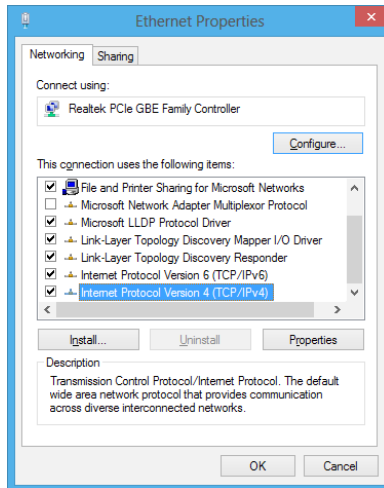 Ethernet Properties
Networking
Sharing
Connect using:
Realtek PCIe GBE Family Controller
Configure...
This connection uses the following items:
File and Printer Sharing for Microsoft Networks
Microsoft Network Adapter Multiplexor Protocol
Microsoft LLDP Protocol Driver
Link-Layer Topology Discovery Mapper I/O Driver
Link-Layer Topology Discovery Responder
Internet Protocol Version 6 (TCP/IPv6)
Internet Protocol Version 4 (TCP/IPv4)
Install...
Uninstall
Properties
Description
Transmission Control Protocol/Internet Protocol. The default
wide area network protocol that provides communication
across diverse interconnected networks.
OK
Cancel